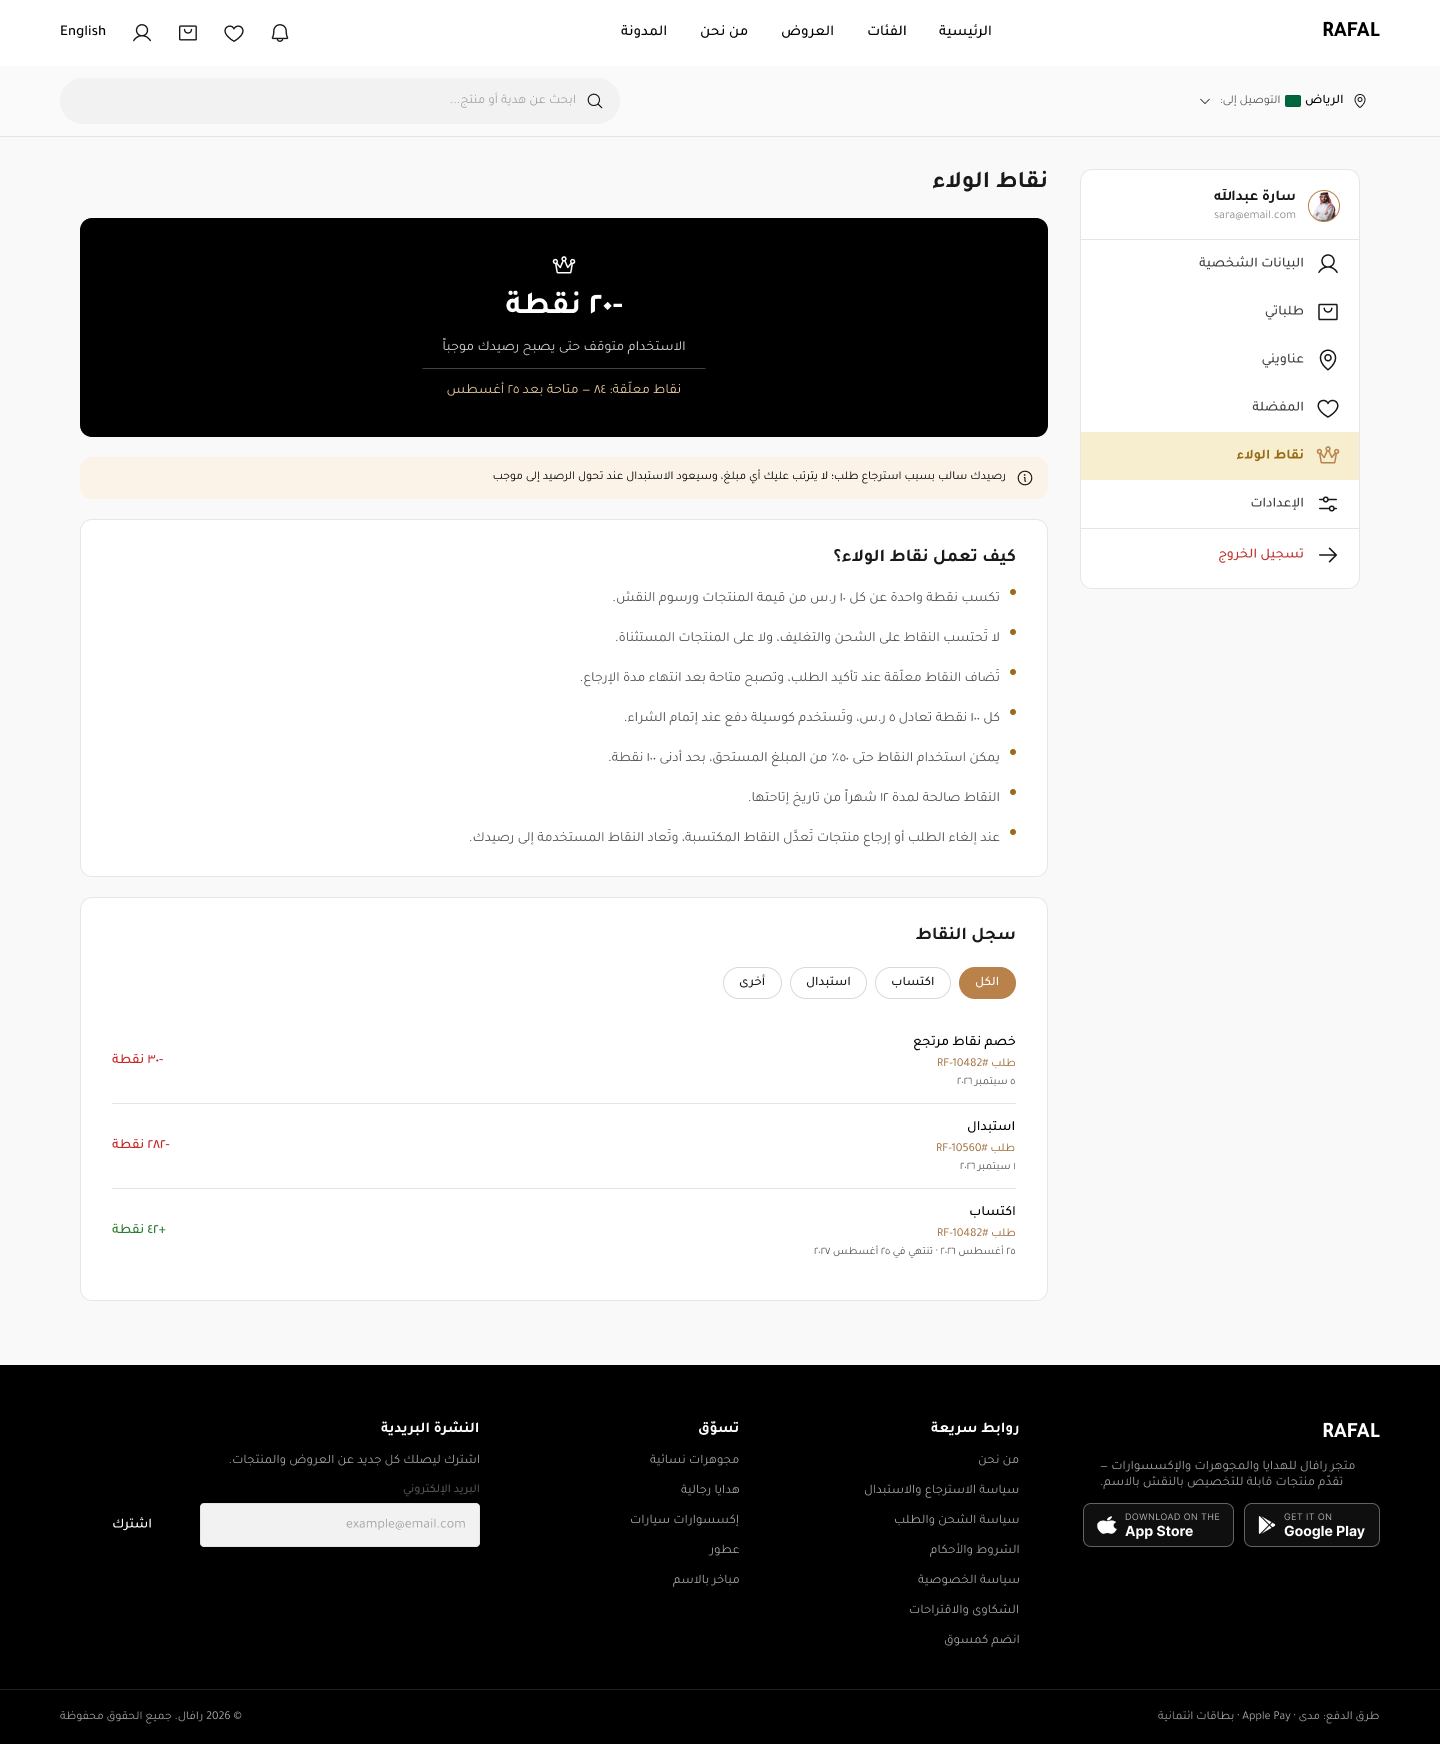 RAFAL
الرئيسية
الفئات
العروض
من نحن
المدونة
English
الرياض
التوصيل إلى:
ابحث عن هدية أو منتج...
سارة عبدالله
sara@email.com
البيانات الشخصية
طلباتي
عناويني
المفضلة
نقاط الولاء
الإعدادات
تسجيل الخروج
نقاط الولاء
-٢٠ نقطة
الاستخدام متوقف حتى يصبح رصيدك موجباً
نقاط معلّقة: ٨٤ – متاحة بعد ٢٥ أغسطس
رصيدك سالب بسبب استرجاع طلب؛ لا يترتب عليك أي مبلغ، وسيعود الاستبدال عند تحول الرصيد إلى موجب
كيف تعمل نقاط الولاء؟
تكسب نقطة واحدة عن كل ١٠ ر.س من قيمة المنتجات ورسوم النقش.
لا تُحتسب النقاط على الشحن والتغليف، ولا على المنتجات المستثناة.
تُضاف النقاط معلّقة عند تأكيد الطلب، وتصبح متاحة بعد انتهاء مدة الإرجاع.
كل ١٠٠ نقطة تعادل ٥ ر.س، وتُستخدم كوسيلة دفع عند إتمام الشراء.
يمكن استخدام النقاط حتى ٥٠٪ من المبلغ المستحق، بحد أدنى ١٠٠ نقطة.
النقاط صالحة لمدة ١٢ شهراً من تاريخ إتاحتها.
عند إلغاء الطلب أو إرجاع منتجات تُعدَّل النقاط المكتسبة، وتُعاد النقاط المستخدمة إلى رصيدك.
سجل النقاط
الكل
اكتساب
استبدال
أخرى
خصم نقاط مرتجع
طلب #RF-10482
٥ سبتمبر ٢٠٢٦
-٣٠ نقطة
استبدال
طلب #RF-10560
١ سبتمبر ٢٠٢٦
-٢٨٢ نقطة
اكتساب
طلب #RF-10482
٢٥ أغسطس ٢٠٢٦ · تنتهي في ٢٥ أغسطس ٢٠٢٧
+٤٢ نقطة
RAFAL
متجر رافال للهدايا والمجوهرات والإكسسوارات –
تقدّم منتجات قابلة للتخصيص بالنقش بالاسم.
GET IT ON
Google Play
DOWNLOAD ON THE
App Store
روابط سريعة
من نحن
سياسة الاسترجاع والاستبدال
سياسة الشحن والطلب
الشروط والأحكام
سياسة الخصوصية
الشكاوى والاقتراحات
انضم كمسوق
تسوّق
مجوهرات نسائية
هدايا رجالية
إكسسوارات سيارات
عطور
مباخر بالاسم
النشرة البريدية
اشترك ليصلك كل جديد عن العروض والمنتجات.
البريد الإلكتروني
example@email.com
اشترك
طرق الدفع: مدى · Apple Pay · بطاقات ائتمانية
© 2026 رافال. جميع الحقوق محفوظة